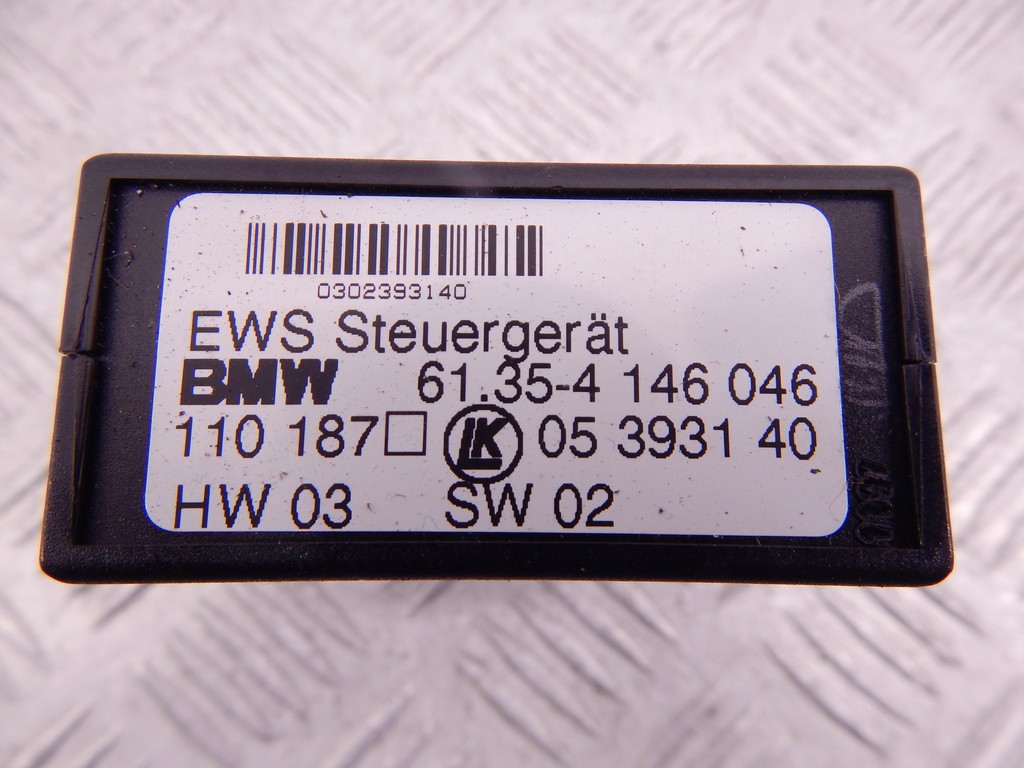 0302393140
EWS Steuergerät
BMW 61.35-4 146 046
110 187□ LK 05 3931 40
HW 03 SW 02